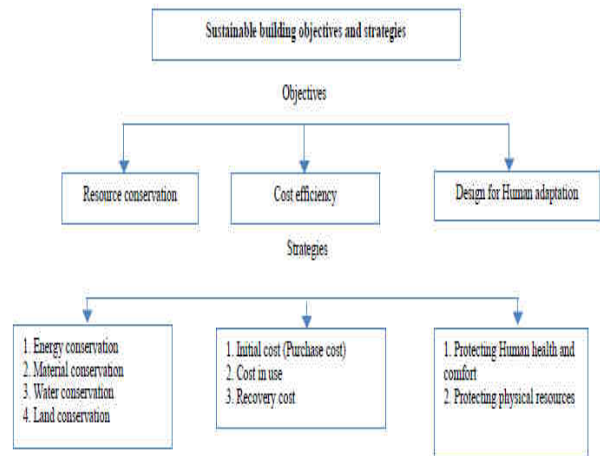 Sustainable building objectives and strategies
Objectives
Resource conservation
Cost efficiency
Design for Human adaptation
Strategies
1. Energy conservation
2. Material conservation
3. Water conservation
4. Land conservation
1. Initial cost (Purchase cost)
2. Cost in use
3. Recovery cost
1. Protecting Human health and
comfort
2. Protecting physical resources